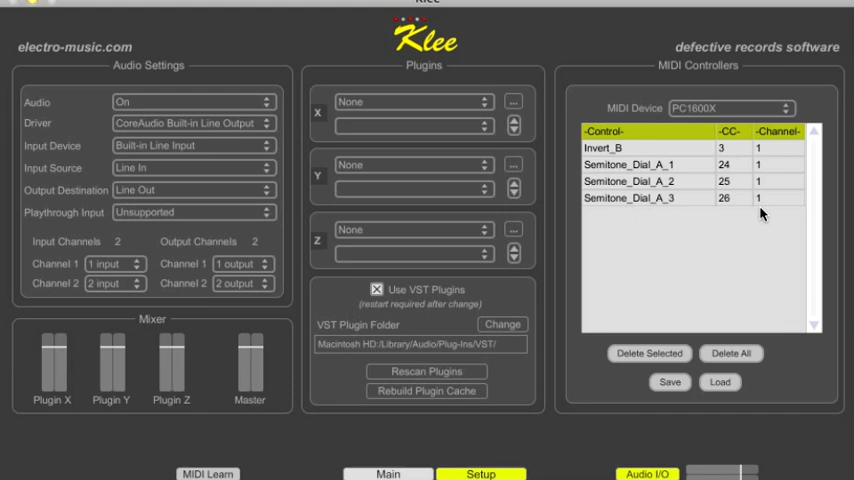 Klee
electro-music.com
Klee
defective records software
Audio Settings
Audio
On
Driver
CoreAudio Built-in Line Output
Input Device
Built-in Line Input
Input Source
Line In
Output Destination
Line Out
Playthrough Input
Unsupported
Input Channels 2
Output Channels 2
Channel 1
1 input
Channel 1
1 output
Channel 2
2 input
Channel 2
2 output
Mixer
Plugin X
Plugin Y
Plugin Z
Master
Plugins
X
None
...
Y
None
...
Z
None
...
Use VST Plugins
(restart required after change)
VST Plugin Folder
Change
Macintosh HD:/Library/Audio/Plug-Ins/VST/
Rescan Plugins
Rebuild Plugin Cache
MIDI Controllers
MIDI Device
PC1600X
-Control- -CC- -Channel-
Invert_B 3 1
Semitone_Dial_A_1 24 1
Semitone_Dial_A_2 25 1
Semitone_Dial_A_3 26 1
Delete Selected
Delete All
Save
Load
MIDI Learn
Main
Setup
Audio I/O